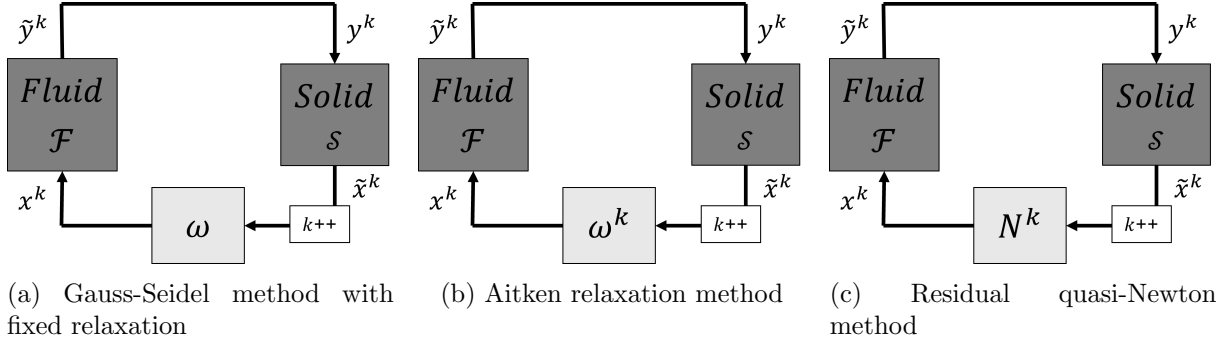 ỹ^k y^k ỹ^k y^k ỹ^k y^k
Fluid Solid Fluid Solid Fluid Solid
ℱ 𝒮 ℱ 𝒮 ℱ 𝒮
x^k x̃^k x^k x̃^k x^k x̃^k
ω k++ ω^k k++ N^k k++
(a) Gauss-Seidel method with
fixed relaxation
(b) Aitken relaxation method
(c) Residual quasi-Newton
method